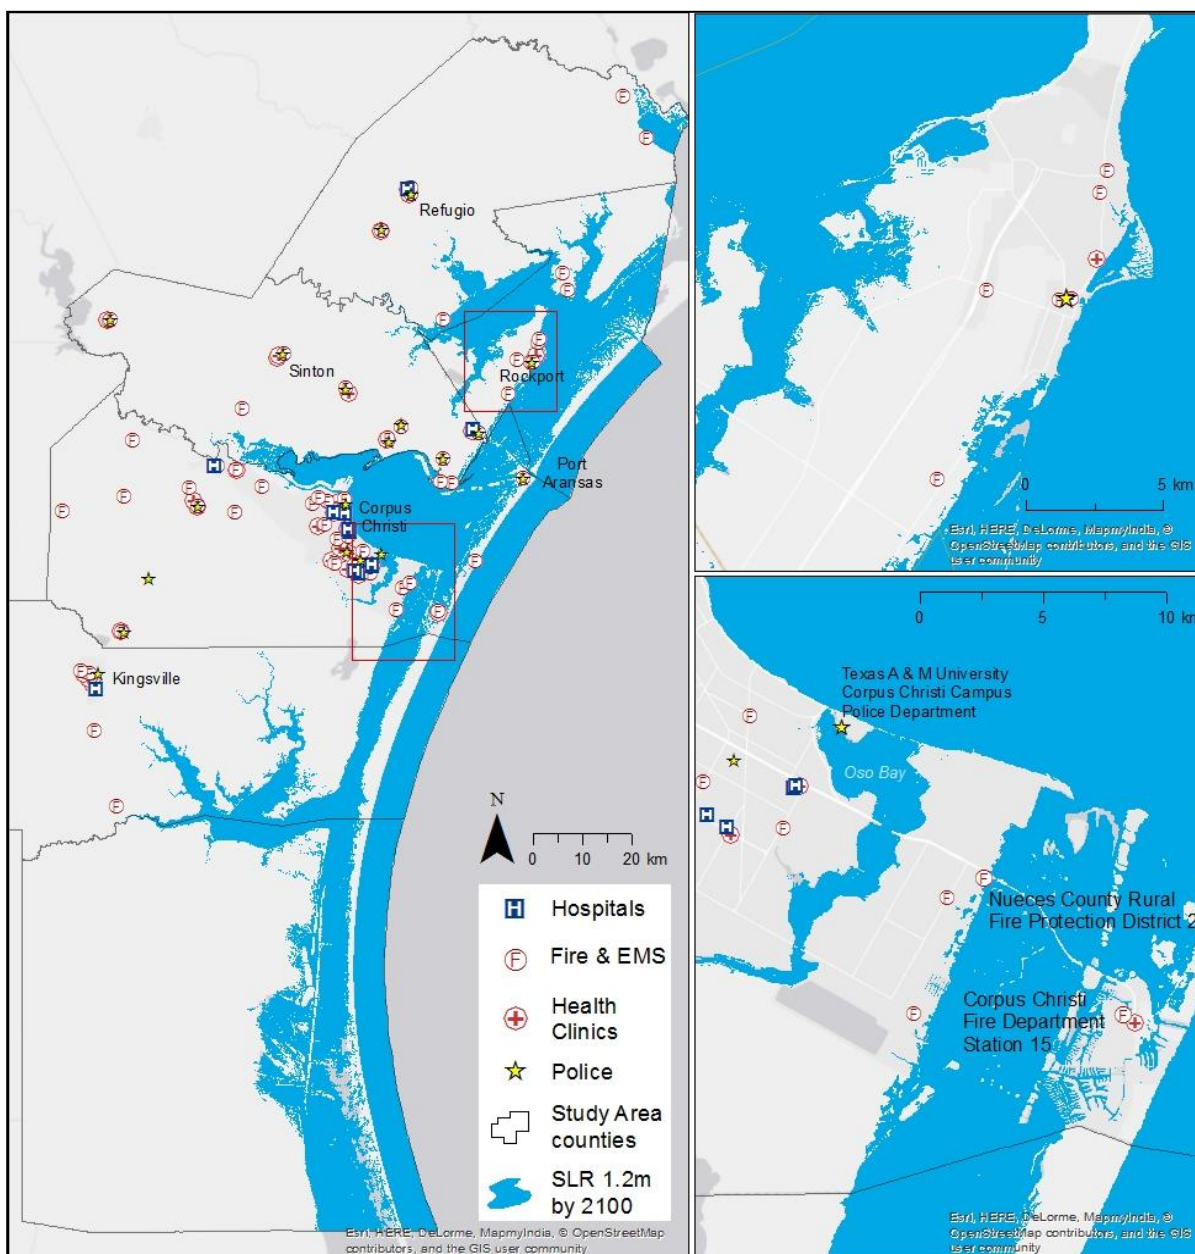 Refugio
Sinton
Rockport
Port
Aransas
Corpus
Christi
Kingsville
N
0 10 20 km
H Hospitals
F Fire & EMS
Health
Clinics
Police
Study Area
counties
SLR 1.2m
by 2100
Esri, HERE, DeLorme, MapmyIndia, © OpenStreetMap
contributors, and the GIS user community
0 5 km
Esri, HERE, DeLorme, MapmyIndia, ©
OpenStreetMap contributors, and the GIS
user community
0 5 10 km
Texas A & M University
Corpus Christi Campus
Police Department
Oso Bay
Nueces County Rural
Fire Protection District 2
Corpus Christi
Fire Department
Station 15
Esri, HERE, DeLorme, MapmyIndia, ©
OpenStreetMap contributors, and the GIS
user community